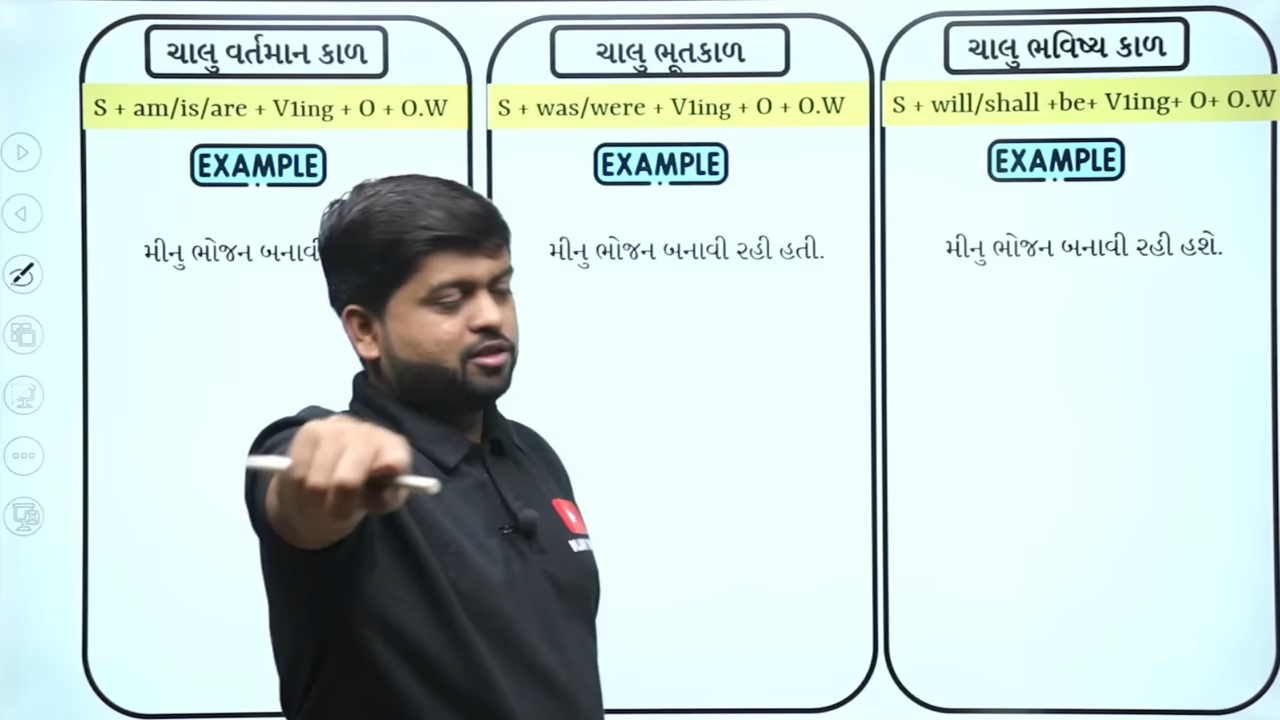 ચાલુ વર્તમાન કાળ
S + am/is/are + V1ing + O + O.W
EXAMPLE
મીનુ ભોજન
ચાલુ ભૂતકાળ
S + was/were + V1ing + O + O.W
EXAMPLE
મીનુ ભોજન બનાવી રહી હતી.
ચાલુ ભવિષ્ય કાળ
S + will/shall +be+ V1ing+ O+ O.W
EXAMPLE
મીનુ ભોજન બનાવી રહી હશે.